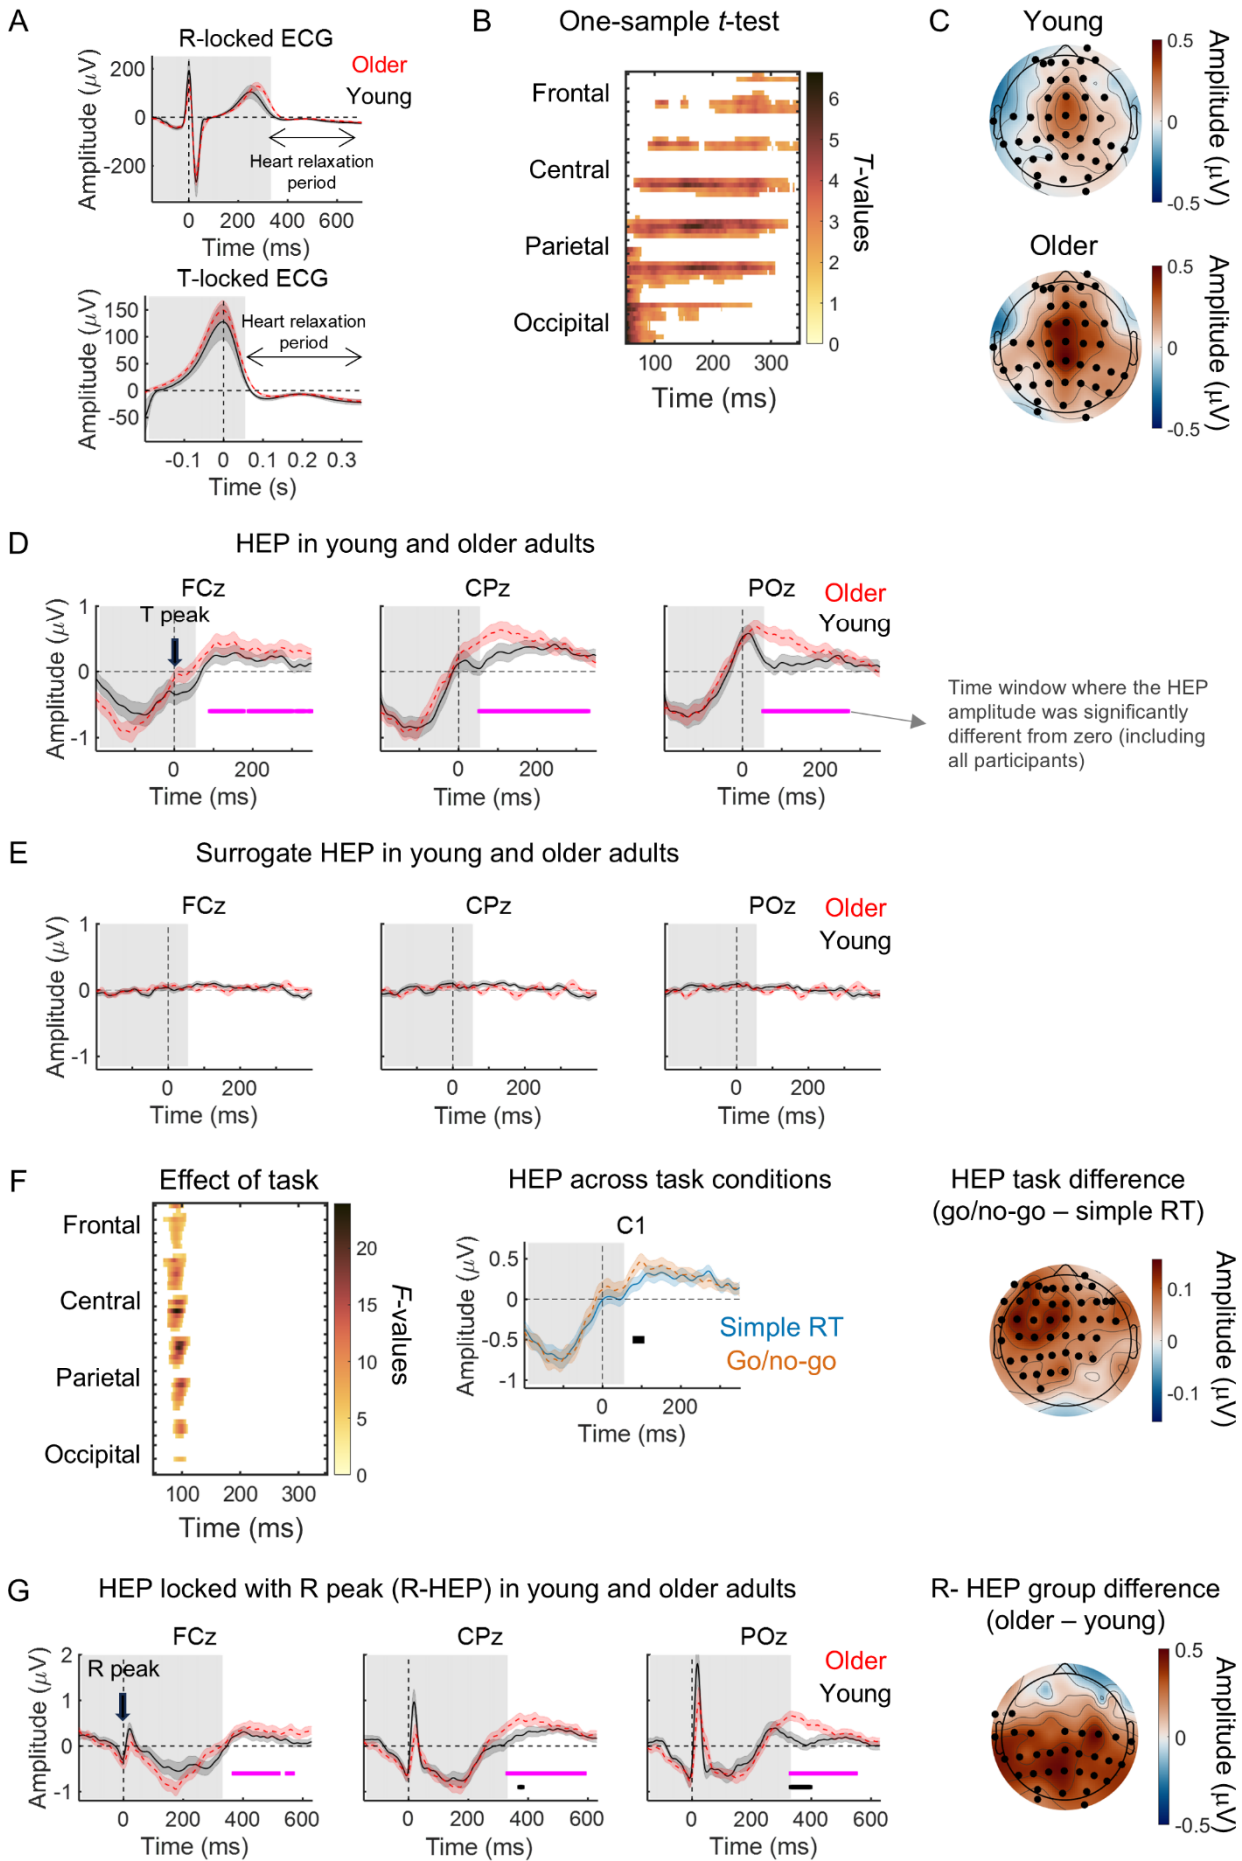 A
R-locked ECG
Older
Young
200
0
-200
Amplitude (µV)
Heart relaxation
period
0 200 400 600
Time (ms)
T-locked ECG
150
100
50
0
-50
Amplitude (µV)
Heart relaxation
period
-0.1 0 0.1 0.2 0.3
Time (s)
B
One-sample t-test
Frontal
Central
Parietal
Occipital
100 200 300
Time (ms)
6
5
4
3
2
1
0
T-values
C
Young
0.5
0
-0.5
Amplitude (µV)
Older
0.5
0
-0.5
Amplitude (µV)
D
HEP in young and older adults
FCz
T peak
1
0
-1
Amplitude (µV)
0 200
Time (ms)
CPz
0 200
Time (ms)
POz
Older
Young
0 200
Time (ms)
Time window where the HEP
amplitude was significantly
different from zero (including
all participants)
E
Surrogate HEP in young and older adults
FCz
1
0
-1
Amplitude (µV)
0 200
Time (ms)
CPz
0 200
Time (ms)
POz
Older
Young
0 200
Time (ms)
F
Effect of task
Frontal
Central
Parietal
Occipital
100 200 300
Time (ms)
20
15
10
5
0
F-values
HEP across task conditions
C1
0.5
0
-0.5
-1
Amplitude (µV)
Simple RT
Go/no-go
0 200
Time (ms)
HEP task difference
(go/no-go – simple RT)
0.1
0
-0.1
Amplitude (µV)
G
HEP locked with R peak (R-HEP) in young and older adults
FCz
R peak
2
1
0
-1
Amplitude (µV)
0 200 400 600
Time (ms)
CPz
0 200 400 600
Time (ms)
POz
Older
Young
0 200 400 600
Time (ms)
R- HEP group difference
(older – young)
0.5
0
-0.5
Amplitude (µV)